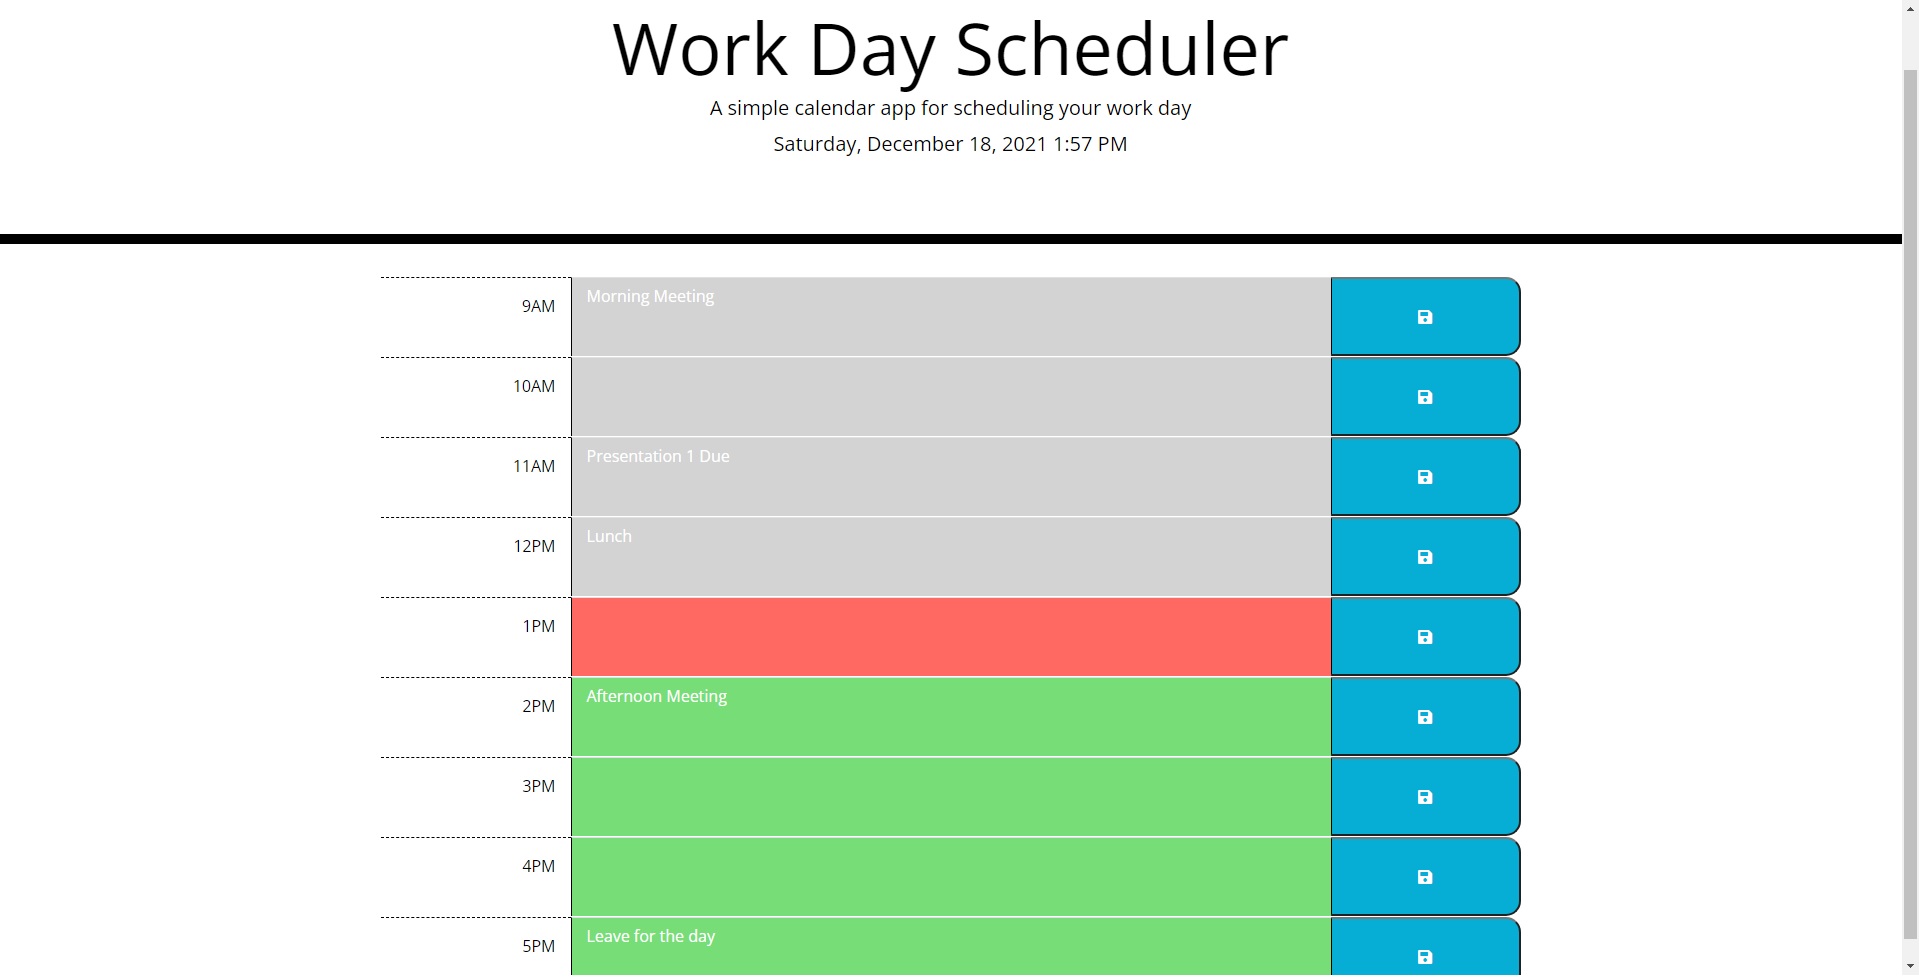 Work Day Scheduler
A simple calendar app for scheduling your work day
Saturday, December 18, 2021 1:57 PM
9AM Morning Meeting
10AM
11AM Presentation 1 Due
12PM Lunch
1PM
2PM Afternoon Meeting
3PM
4PM
5PM Leave for the day